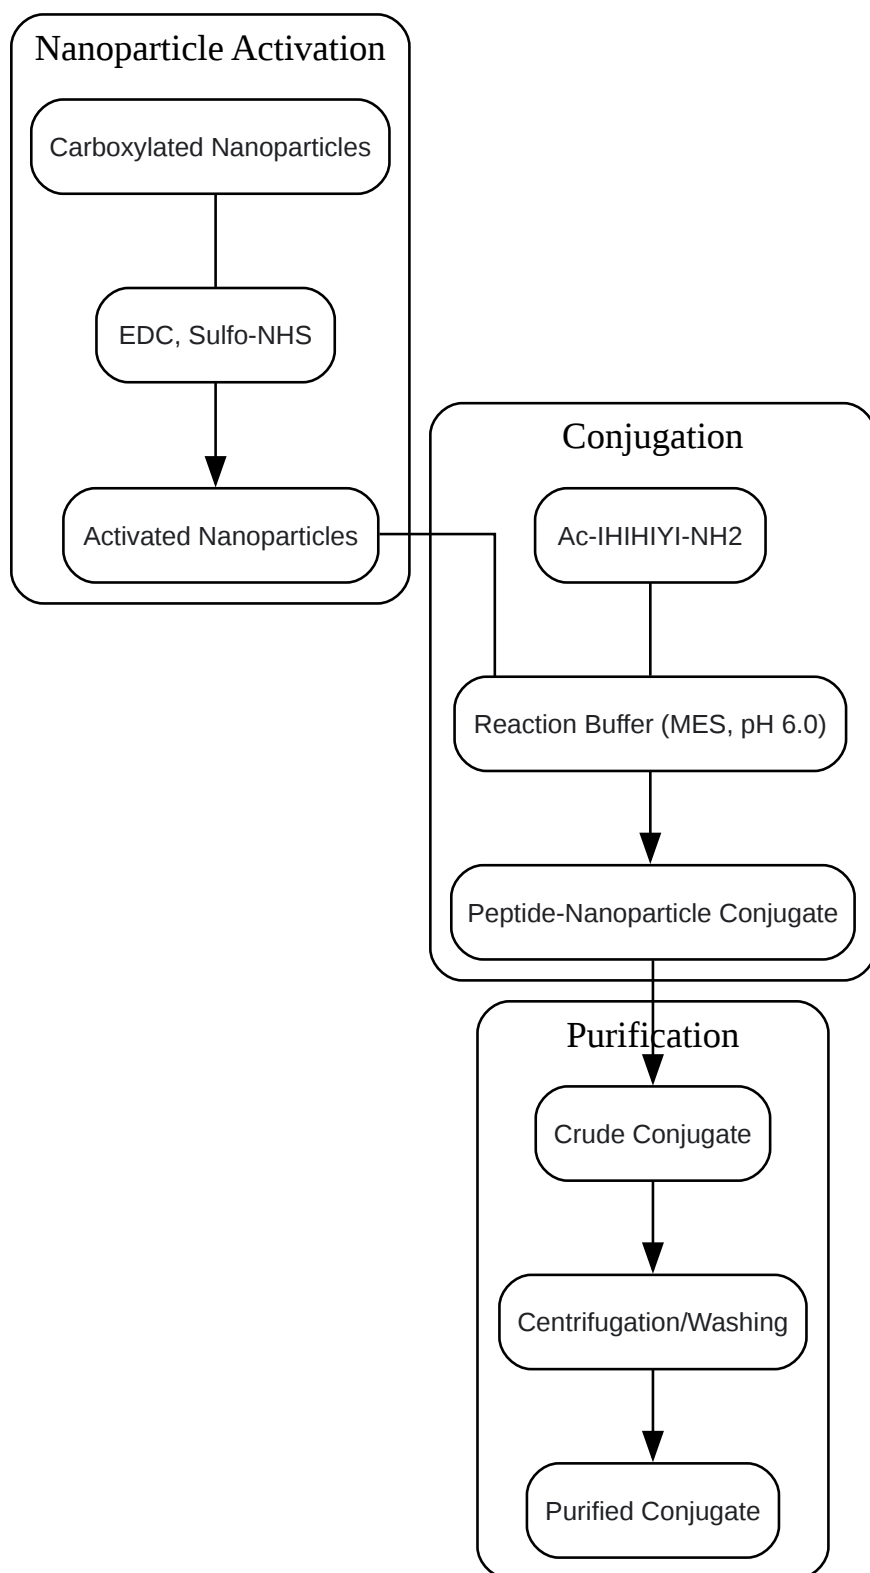 Nanoparticle Activation
Carboxylated Nanoparticles
EDC, Sulfo-NHS
Activated Nanoparticles
Conjugation
Ac-IHIHIYI-NH2
Reaction Buffer (MES, pH 6.0)
Peptide-Nanoparticle Conjugate
Purification
Crude Conjugate
Centrifugation/Washing
Purified Conjugate